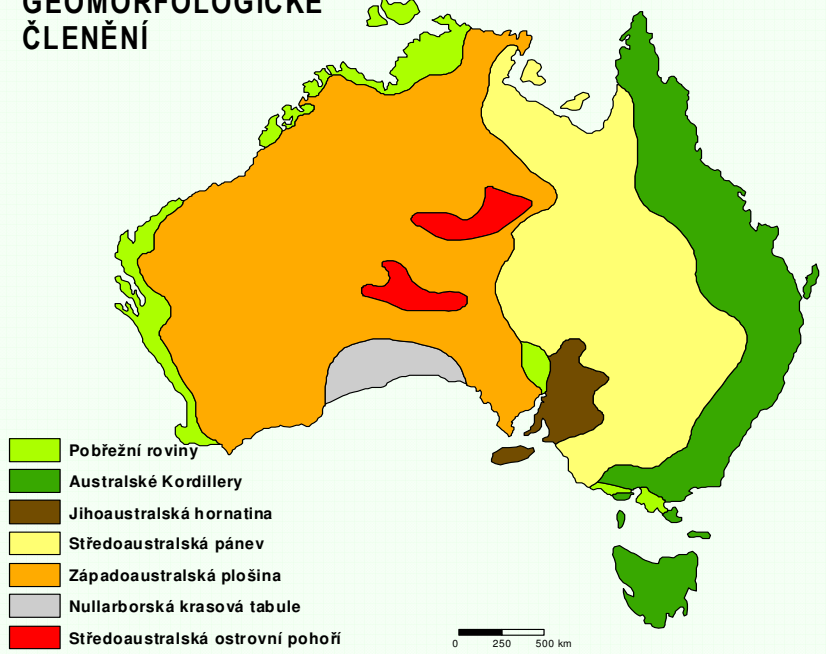 GEOMORFOLOGICKÉ
ČLENĚNÍ
Pobřežní roviny
Australské Kordillery
Jihoaustralská hornatina
Středoaustralská pánev
Západoaustralská plošina
Nullarborská krasová tabule
Středoaustralská ostrovní pohoří
0 250 500 km